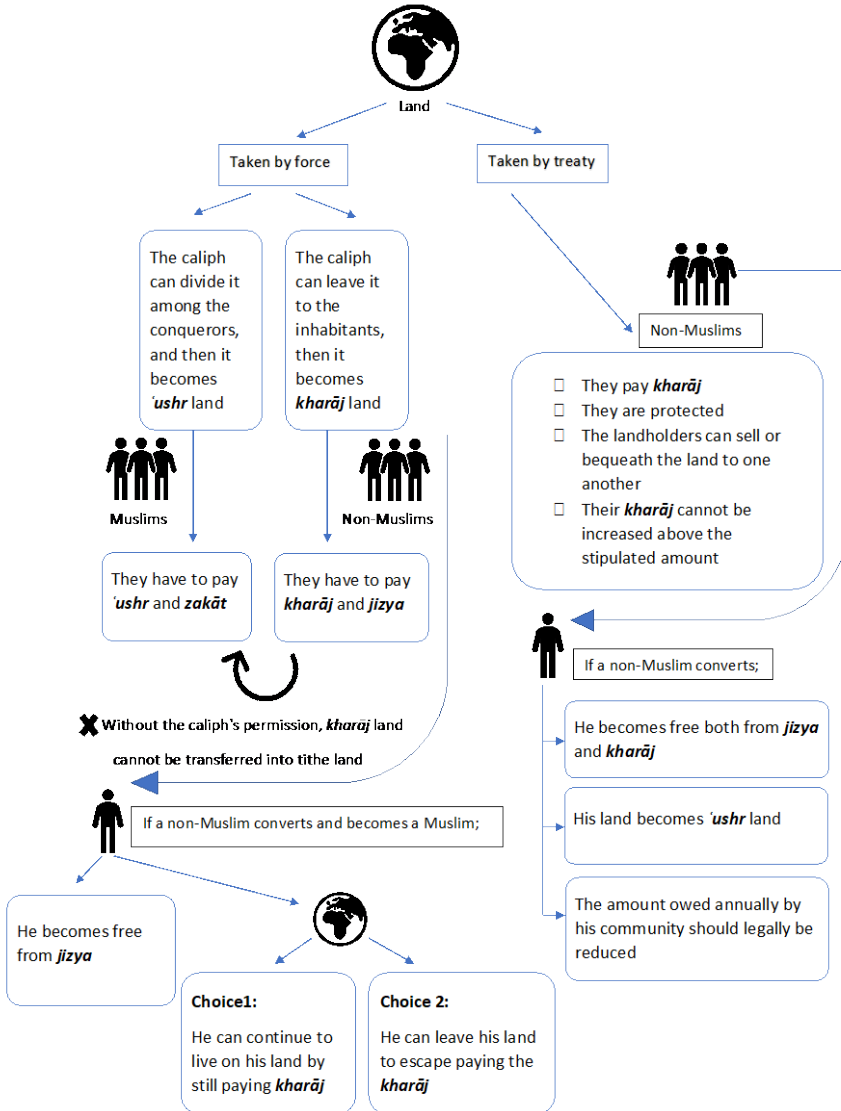 Land
Taken by force
Taken by treaty
The caliph
can divide it
among the
conquerors,
and then it
becomes
ʿushr land
The caliph
can leave it
to the
inhabitants,
then it
becomes
kharāj land
Non-Muslims
☐ They pay kharāj
☐ They are protected
☐ The landholders can sell or
bequeath the land to one
another
☐ Their kharāj cannot be
increased above the
stipulated amount
Muslims
Non-Muslims
They have to pay
ʿushr and zakāt
They have to pay
kharāj and jizya
If a non-Muslim converts;
✘ Without the caliph's permission, kharāj land
cannot be transferred into tithe land
He becomes free both from jizya
and kharāj
His land becomes ʿushr land
The amount owed annually by
his community should legally be
reduced
If a non-Muslim converts and becomes a Muslim;
He becomes free
from jizya
Choice1:
He can continue to
live on his land by
still paying kharāj
Choice 2:
He can leave his land
to escape paying the
kharāj